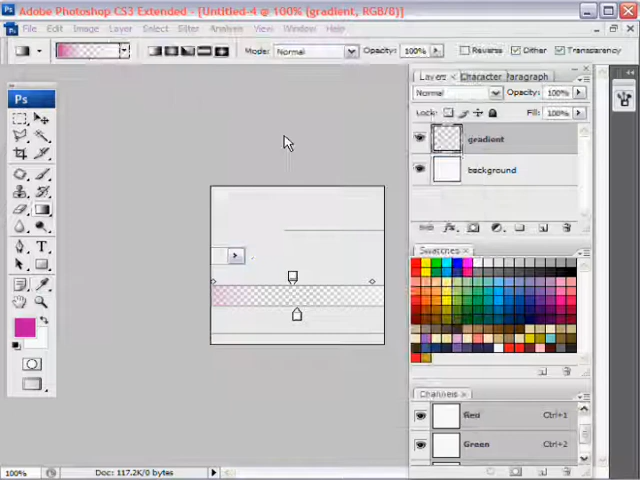 Adobe Photoshop CS3 Extended - [Untitled-4 @ 100% (gradient, RGB/8)]
File Edit Image Layer Select Filter Analysis View Window Help
Mode: Normal Opacity: 100% Reverse Dither Transparency
Ps
Layers Character Paragraph
Normal Opacity: 100%
Lock: Fill: 100%
gradient
background
Swatches
T
Channels
Red Ctrl+1
Green Ctrl+2
100% Doc: 117.2K/0 bytes